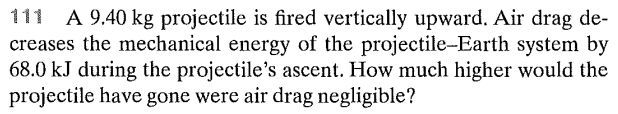 111 A 9.40 kg projectile is fired vertically upward. Air drag de-
creases the mechanical energy of the projectile–Earth system by
68.0 kJ during the projectile's ascent. How much higher would the
projectile have gone were air drag negligible?